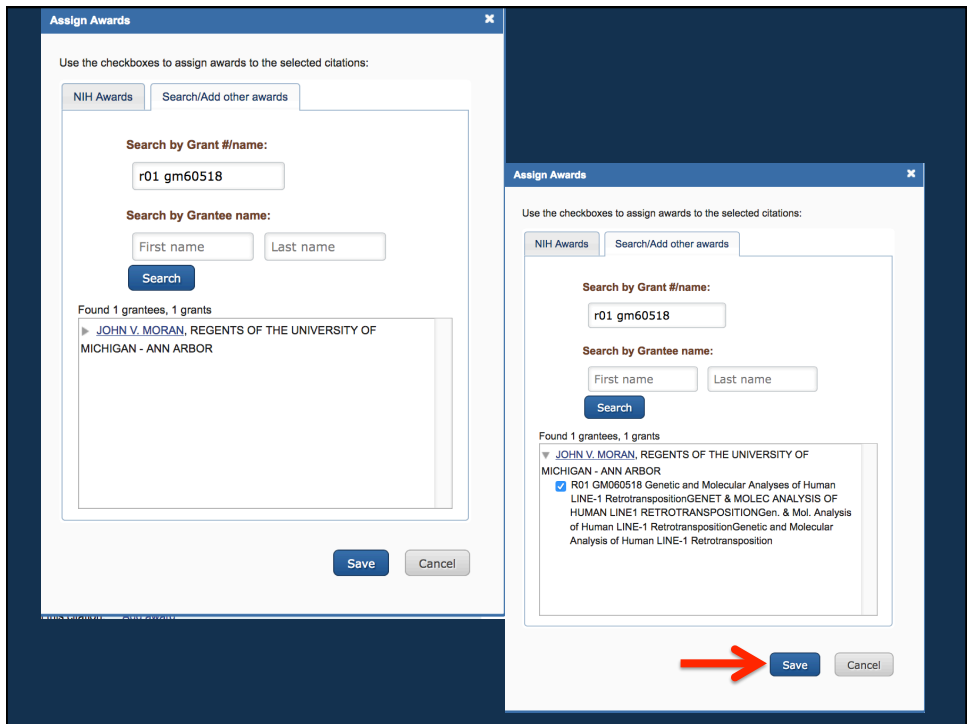 Assign Awards
Use the checkboxes to assign awards to the selected citations:
NIH Awards
Search/Add other awards
Search by Grant #/name:
r01 gm60518
Search by Grantee name:
First name
Last name
Search
Found 1 grantees, 1 grants
JOHN V. MORAN, REGENTS OF THE UNIVERSITY OF
MICHIGAN - ANN ARBOR
Save
Cancel
Assign Awards
Use the checkboxes to assign awards to the selected citations:
NIH Awards
Search/Add other awards
Search by Grant #/name:
r01 gm60518
Search by Grantee name:
First name
Last name
Search
Found 1 grantees, 1 grants
JOHN V. MORAN, REGENTS OF THE UNIVERSITY OF
MICHIGAN - ANN ARBOR
R01 GM060518 Genetic and Molecular Analyses of Human
LINE-1 RetrotranspositionGENET & MOLEC ANALYSIS OF
HUMAN LINE1 RETROTRANSPOSITIONGen. & Mol. Analysis
of Human LINE-1 RetrotranspositionGenetic and Molecular
Analysis of Human LINE-1 Retrotransposition
Save
Cancel